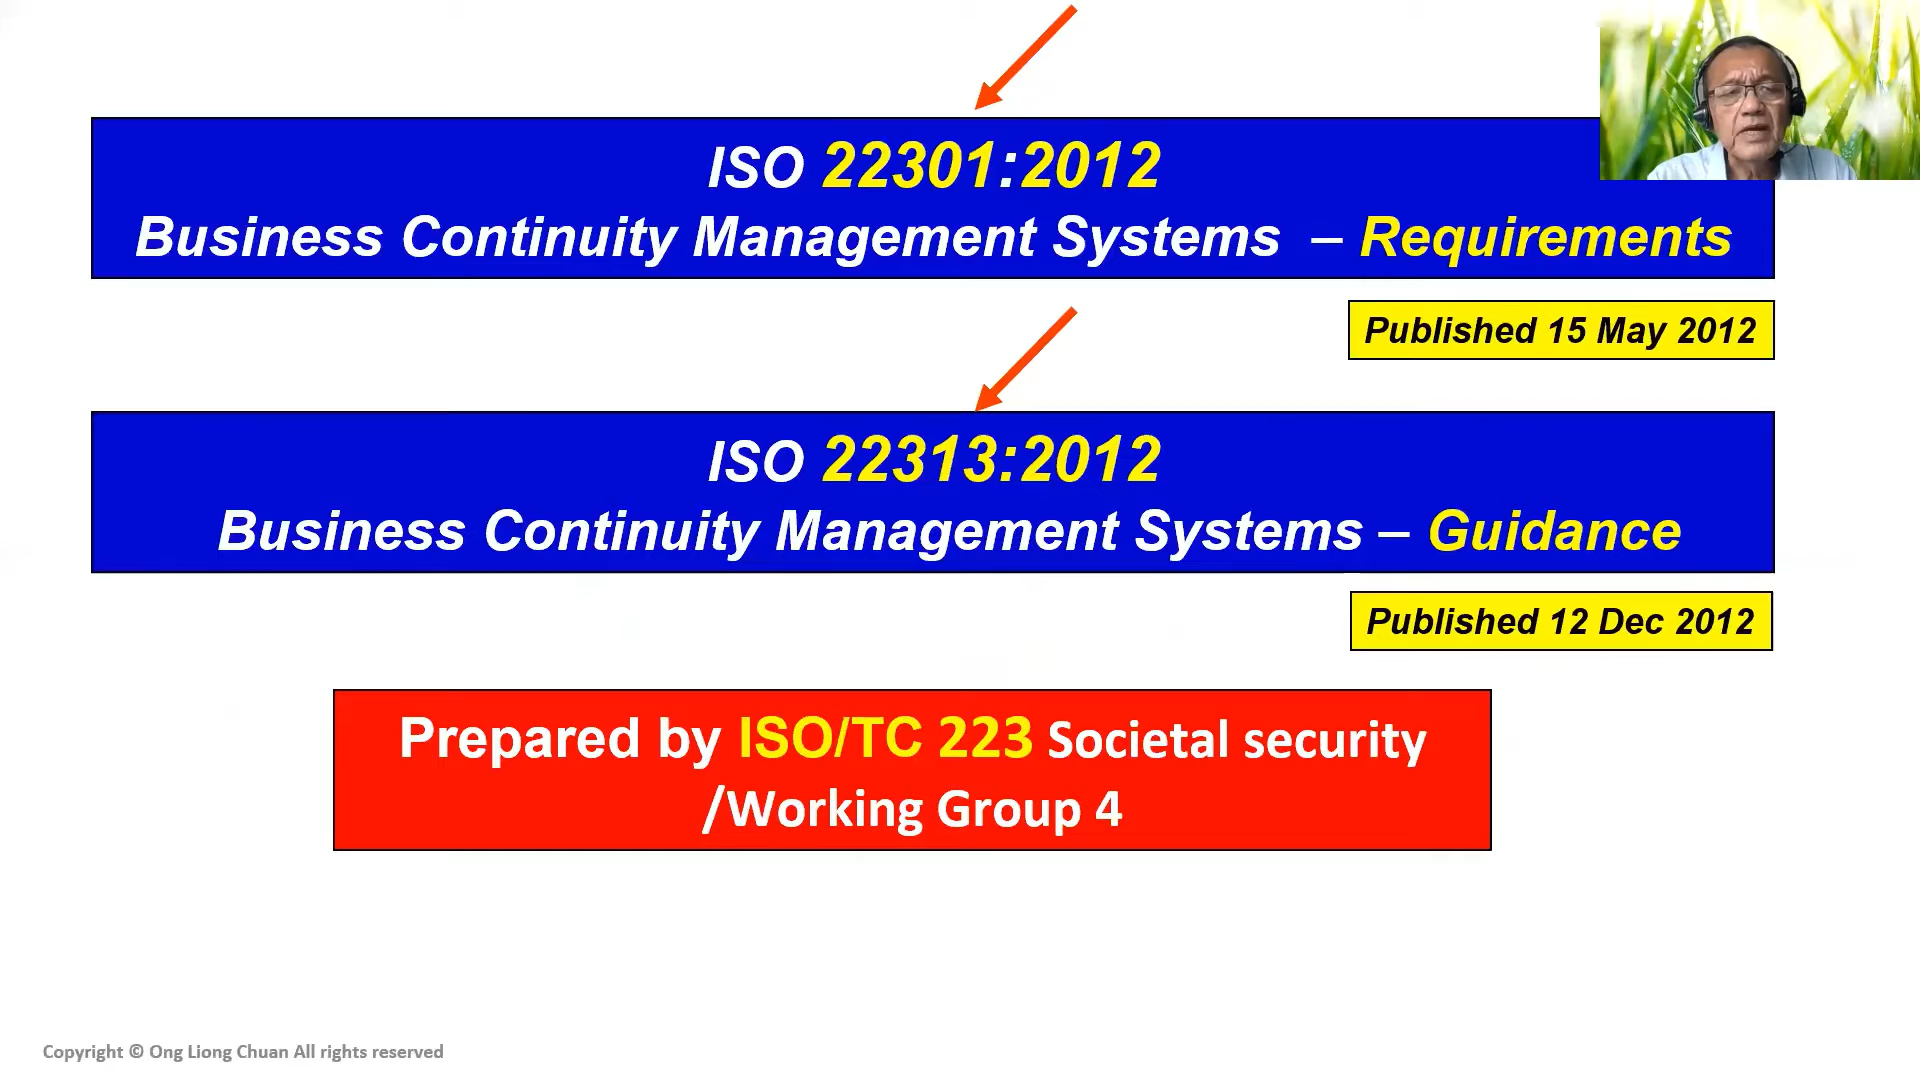 ISO 22301:2012
Business Continuity Management Systems – Requirements
Published 15 May 2012
ISO 22313:2012
Business Continuity Management Systems – Guidance
Published 12 Dec 2012
Prepared by ISO/TC 223 Societal security
/Working Group 4
Copyright © Ong Liong Chuan All rights reserved